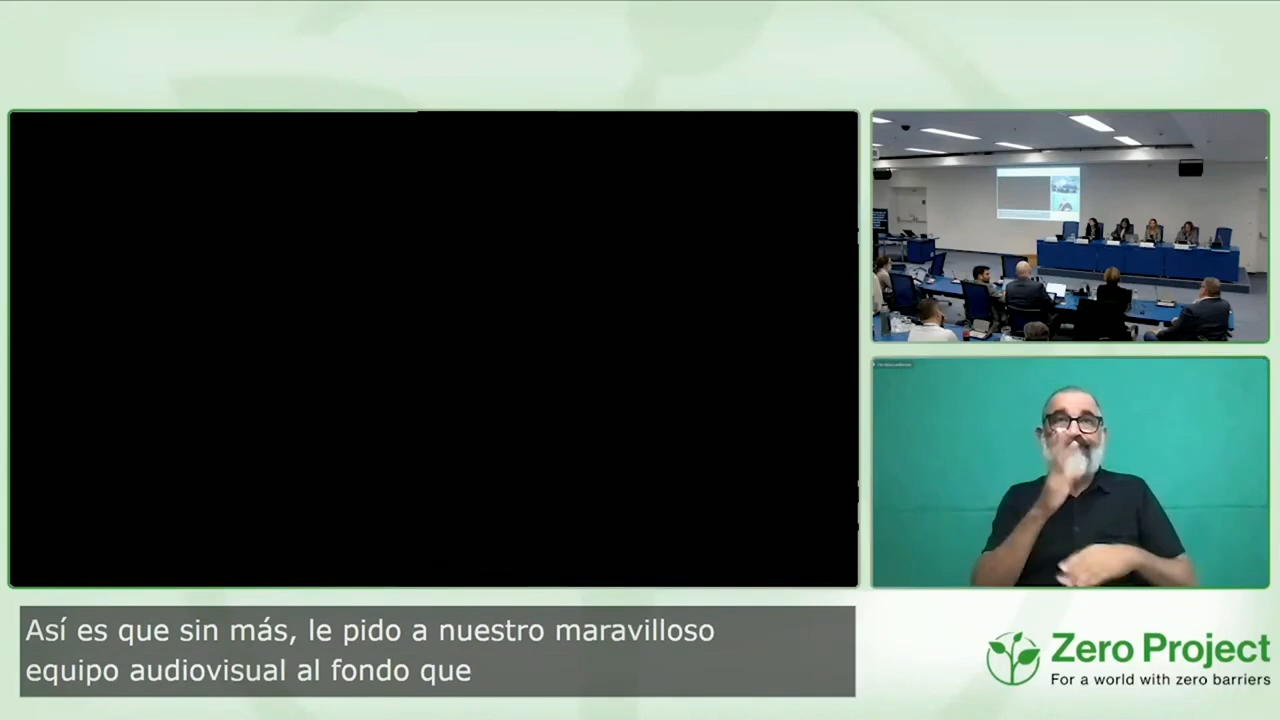 Así es que sin más, le pido a nuestro maravilloso
equipo audiovisual al fondo que
Zero Project
For a world with zero barriers